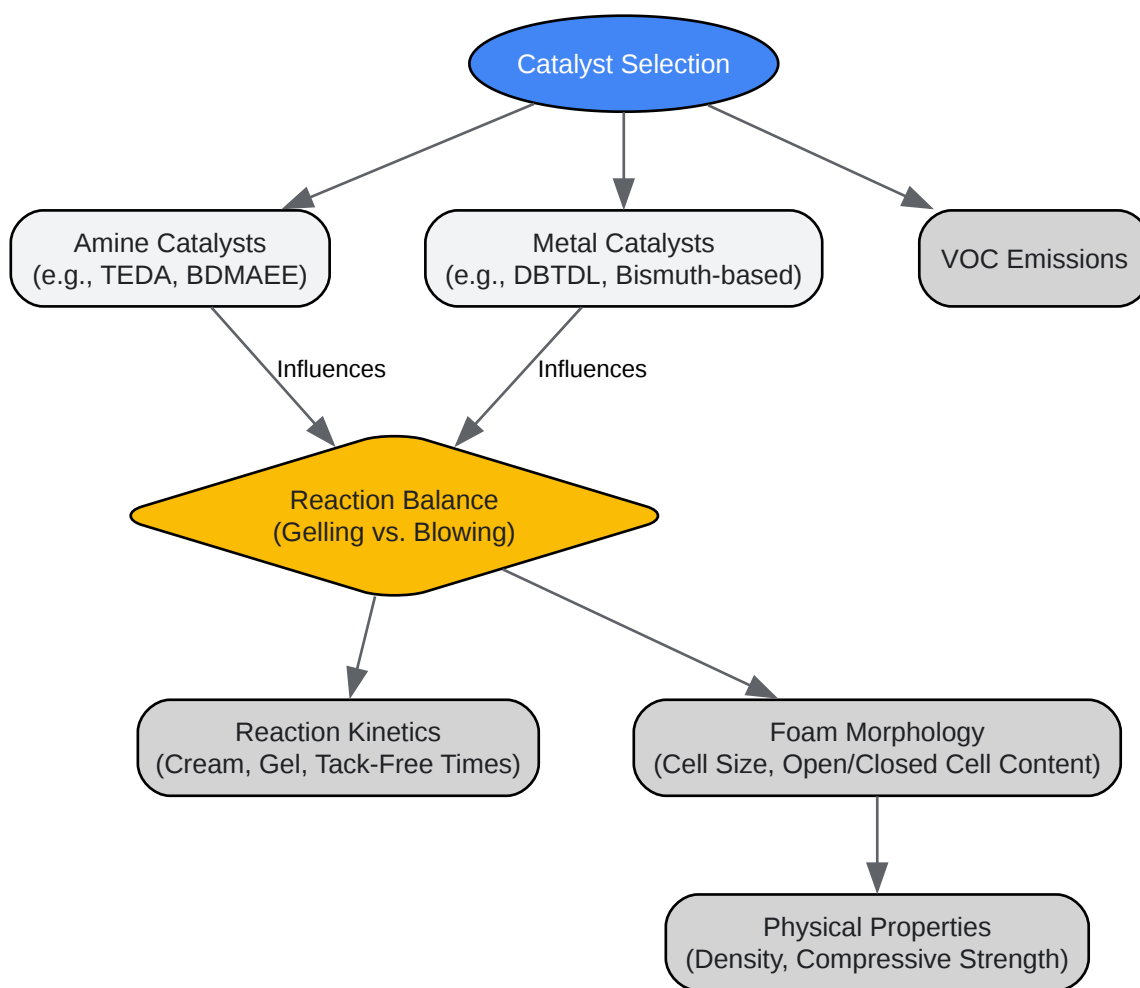 Catalyst Selection
Amine Catalysts
(e.g., TEDA, BDMAEE)
Metal Catalysts
(e.g., DBTDL, Bismuth-based)
VOC Emissions
Influences
Influences
Reaction Balance
(Gelling vs. Blowing)
Reaction Kinetics
(Cream, Gel, Tack-Free Times)
Foam Morphology
(Cell Size, Open/Closed Cell Content)
Physical Properties
(Density, Compressive Strength)